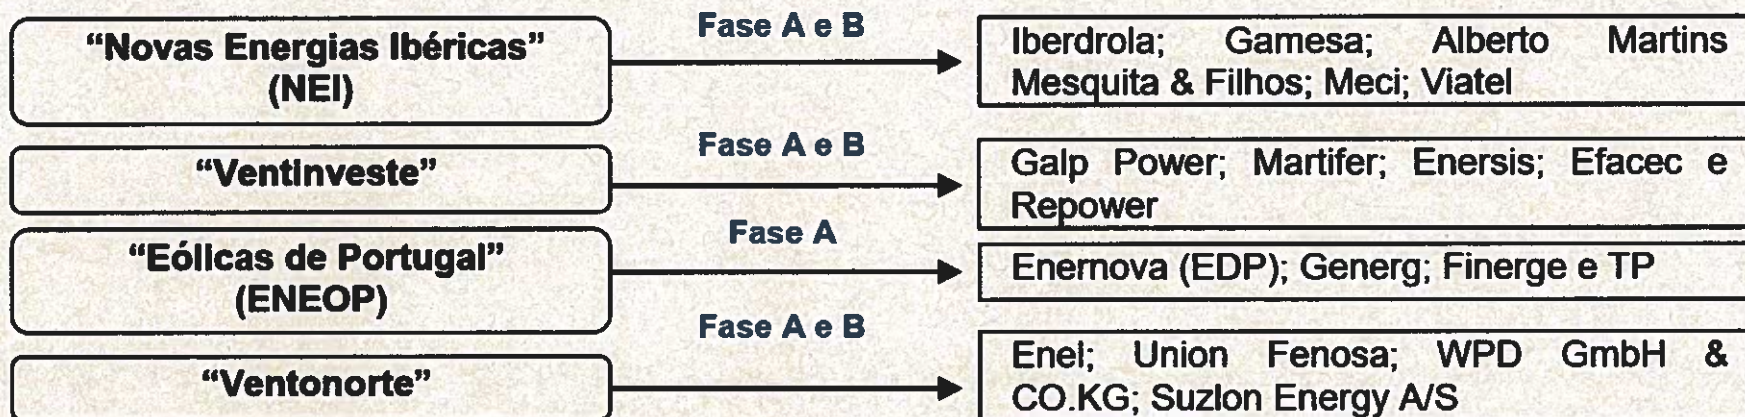 “Novas Energias Ibéricas”
(NEI)
Fase A e B
Iberdrola; Gamesa; Alberto Martins
Mesquita & Filhos; Meci; Viatel
“Ventinveste”
Fase A e B
Galp Power; Martifer; Enersis; Efacec e
Repower
“Eólicas de Portugal”
(ENEOP)
Fase A
Enernova (EDP); Generg; Finerge e TP
“Ventonorte”
Fase A e B
Enel; Union Fenosa; WPD GmbH &
CO.KG; Suzlon Energy A/S